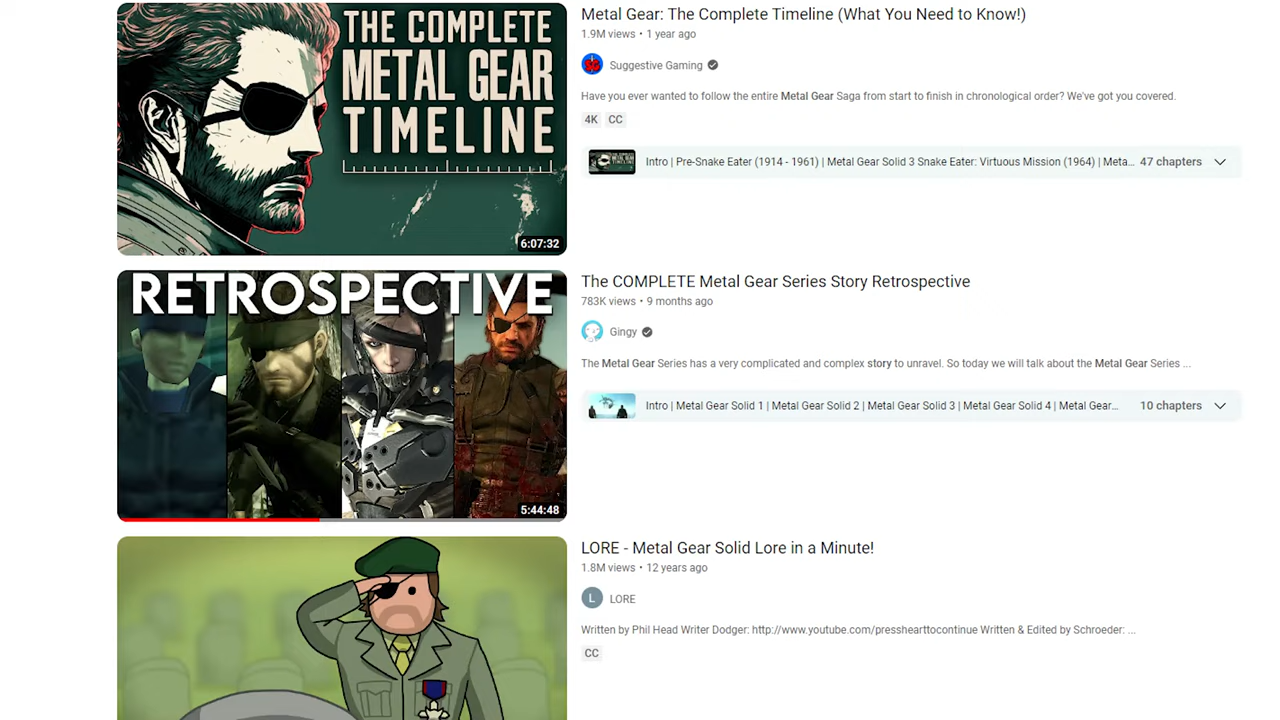 THE COMPLETE
METAL GEAR
TIMELINE
6:07:32
Metal Gear: The Complete Timeline (What You Need to Know!)
1.9M views • 1 year ago
Suggestive Gaming
Have you ever wanted to follow the entire Metal Gear Saga from start to finish in chronological order? We've got you covered.
4K CC
Intro | Pre-Snake Eater (1914 - 1961) | Metal Gear Solid 3 Snake Eater: Virtuous Mission (1964) | Meta... 47 chapters
RETROSPECTIVE
5:44:48
The COMPLETE Metal Gear Series Story Retrospective
783K views • 9 months ago
Gingy
The Metal Gear Series has a very complicated and complex story to unravel. So today we will talk about the Metal Gear Series ...
Intro | Metal Gear Solid 1 | Metal Gear Solid 2 | Metal Gear Solid 3 | Metal Gear Solid 4 | Metal Gear... 10 chapters
LORE - Metal Gear Solid Lore in a Minute!
1.8M views • 12 years ago
L LORE
Written by Phil Head Writer Dodger: http://www.youtube.com/presshearttocontinue Written & Edited by Schroeder: ...
CC